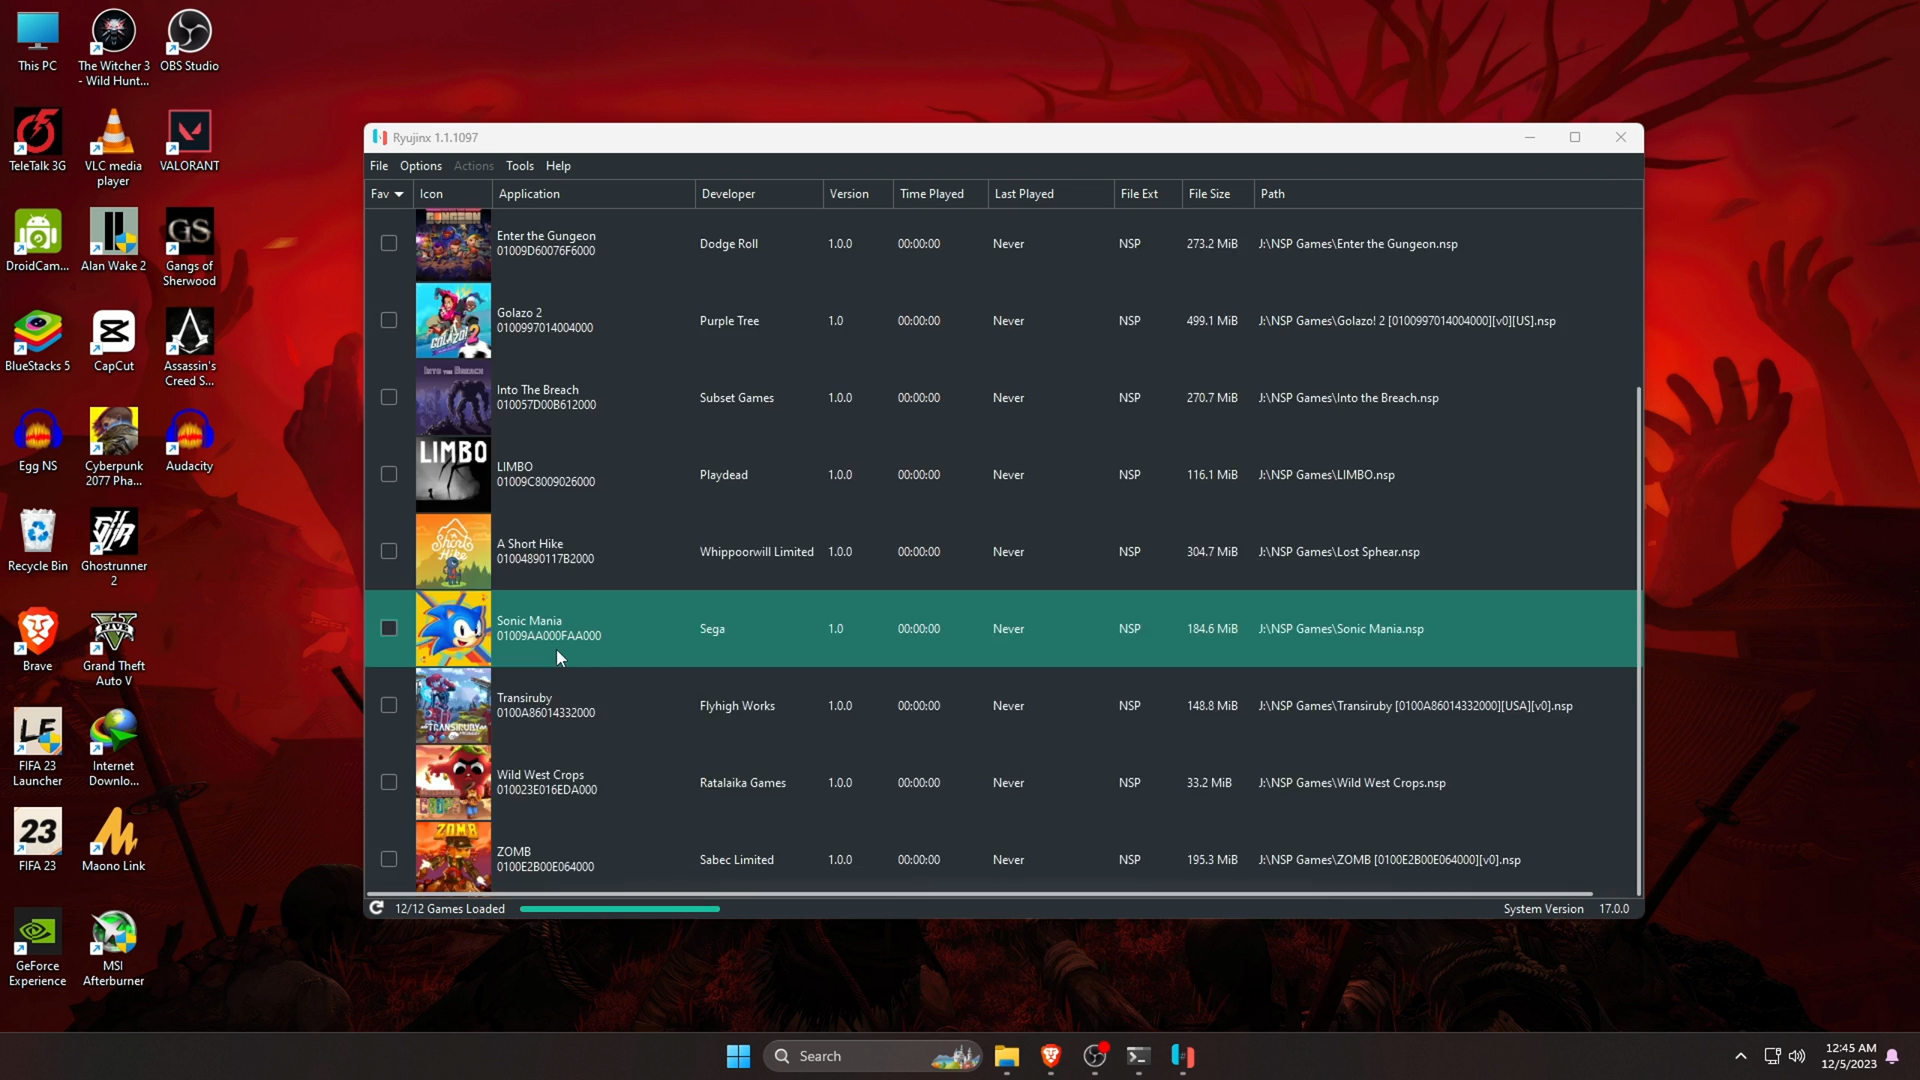 This PC
The Witcher 3
- Wild Hunt...
OBS Studio
TeleTalk 3G
VLC media
player
VALORANT
DroidCam...
Alan Wake 2
GS
Gangs of
Sherwood
BlueStacks 5
CapCut
Assassin's
Creed S...
Egg NS
Cyberpunk
2077 Pha...
Audacity
Recycle Bin
Ghostrunner
2
Brave
Grand Theft
Auto V
LF
FIFA 23
Launcher
Internet
Downlo...
23
FIFA 23
Maono Link
GeForce
Experience
MSI
Afterburner
Ryujinx 1.1.1097
File Options Actions Tools Help
Fav Icon Application Developer Version Time Played Last Played File Ext File Size Path
GUNGEON
Enter the Gungeon
01009D60076F6000
Dodge Roll 1.0.0 00:00:00 Never NSP 273.2 MiB J:\NSP Games\Enter the Gungeon.nsp
GOLAZO! 2
Golazo 2
0100997014004000
Purple Tree 1.0 00:00:00 Never NSP 499.1 MiB J:\NSP Games\Golazo! 2 [0100997014004000][v0][US].nsp
INTO THE BREACH
Into The Breach
010057D00B612000
Subset Games 1.0.0 00:00:00 Never NSP 270.7 MiB J:\NSP Games\Into the Breach.nsp
LIMBO
LIMBO
01009C8009026000
Playdead 1.0.0 00:00:00 Never NSP 116.1 MiB J:\NSP Games\LIMBO.nsp
A Short Hike
A Short Hike
01004890117B2000
Whippoorwill Limited 1.0.0 00:00:00 Never NSP 304.7 MiB J:\NSP Games\Lost Sphear.nsp
Sonic Mania
01009AA000FAA000
Sega 1.0 00:00:00 Never NSP 184.6 MiB J:\NSP Games\Sonic Mania.nsp
TRANSIRUBY
Transiruby
0100A86014332000
Flyhigh Works 1.0.0 00:00:00 Never NSP 148.8 MiB J:\NSP Games\Transiruby [0100A86014332000][USA][v0].nsp
CROPS
Wild West Crops
010023E016EDA000
Ratalaika Games 1.0.0 00:00:00 Never NSP 33.2 MiB J:\NSP Games\Wild West Crops.nsp
ZOMB
ZOMB
0100E2B00E064000
Sabec Limited 1.0.0 00:00:00 Never NSP 195.3 MiB J:\NSP Games\ZOMB [0100E2B00E064000][v0].nsp
12/12 Games Loaded
System Version 17.0.0
Search
12:45 AM
12/5/2023